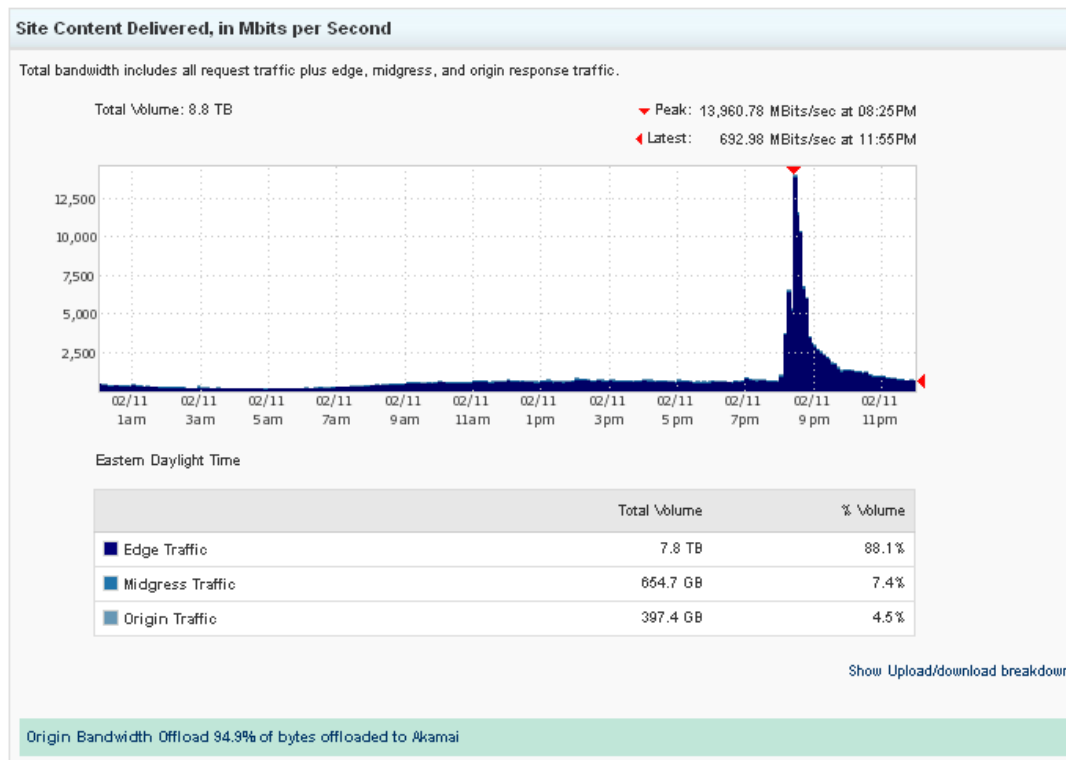 Site Content Delivered, in Mbits per Second
Total bandwidth includes all request traffic plus edge, midgress, and origin response traffic.
Total Volume: 8.8 TB
Peak: 13,960.78 MBits/sec at 08:25PM
Latest: 692.98 MBits/sec at 11:55PM
12,500
10,000
7,500
5,000
2,500
02/11 02/11 02/11 02/11 02/11 02/11 02/11 02/11 02/11 02/11 02/11 02/11
1am 3am 5am 7am 9am 11am 1pm 3pm 5pm 7pm 9pm 11pm
Eastern Daylight Time
Total Volume % Volume
Edge Traffic 7.8 TB 88.1%
Midgress Traffic 654.7 GB 7.4%
Origin Traffic 397.4 GB 4.5%
Show Upload/download breakdown
Origin Bandwidth Offload 94.9% of bytes offloaded to Akamai